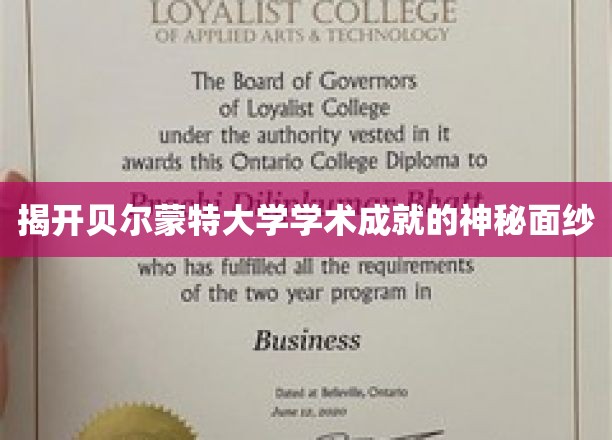 LOYALIST COLLEGE
OF APPLIED ARTS & TECHNOLOGY
The Board of Governors
of Loyalist College
under the authority vested in it
awards this Ontario College Diploma to
揭开贝尔蒙特大学学术成就的神秘面纱
who has fulfilled all the requirements
of the two year program in
Business
Dated at Belleville, Ontario
June 12, 2020